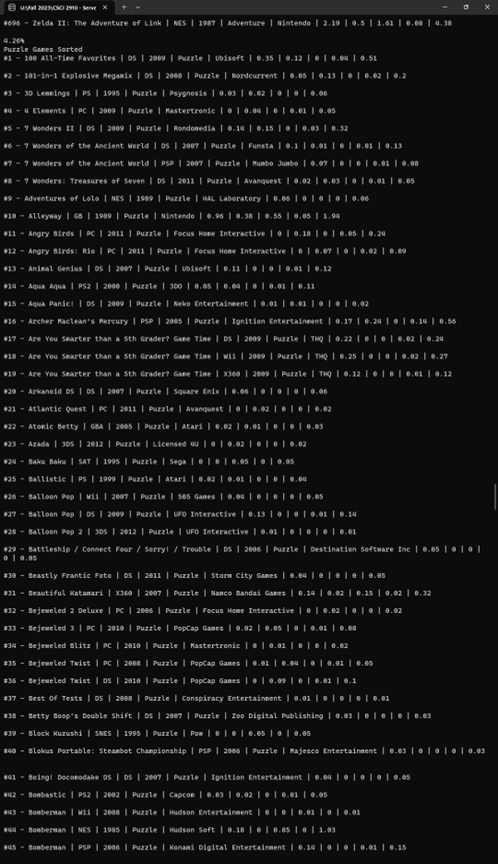 U:\Fall 2023\CSCI 2910 - Serve
#696 - Zelda II: The Adventure of Link | NES | 1987 | Adventure | Nintendo | 2.19 | 0.5 | 1.61 | 0.08 | 4.38
4.26%
Puzzle Games Sorted
#1 - 100 All-Time Favorites | DS | 2009 | Puzzle | Ubisoft | 0.35 | 0.12 | 0 | 0.04 | 0.51
#2 - 101-in-1 Explosive Megamix | DS | 2008 | Puzzle | Nordcurrent | 0.05 | 0.13 | 0 | 0.02 | 0.2
#3 - 3D Lemmings | PS | 1995 | Puzzle | Psygnosis | 0.03 | 0.02 | 0 | 0 | 0.06
#4 - 4 Elements | PC | 2009 | Puzzle | Mastertronic | 0 | 0.04 | 0 | 0.01 | 0.05
#5 - 7 Wonders II | DS | 2009 | Puzzle | Rondomedia | 0.14 | 0.15 | 0 | 0.03 | 0.32
#6 - 7 Wonders of the Ancient World | DS | 2007 | Puzzle | Funsta | 0.1 | 0.01 | 0 | 0.01 | 0.13
#7 - 7 Wonders of the Ancient World | PSP | 2007 | Puzzle | Mumbo Jumbo | 0.07 | 0 | 0 | 0.01 | 0.08
#8 - 7 Wonders: Treasures of Seven | DS | 2011 | Puzzle | Avanquest | 0.02 | 0.03 | 0 | 0.01 | 0.05
#9 - Adventures of Lolo | NES | 1989 | Puzzle | HAL Laboratory | 0.06 | 0 | 0 | 0 | 0.06
#10 - Alleyway | GB | 1989 | Puzzle | Nintendo | 0.96 | 0.38 | 0.55 | 0.05 | 1.94
#11 - Angry Birds | PC | 2011 | Puzzle | Focus Home Interactive | 0 | 0.18 | 0 | 0.05 | 0.24
#12 - Angry Birds: Rio | PC | 2011 | Puzzle | Focus Home Interactive | 0 | 0.07 | 0 | 0.02 | 0.09
#13 - Animal Genius | DS | 2007 | Puzzle | Ubisoft | 0.11 | 0 | 0 | 0.01 | 0.12
#14 - Aqua Aqua | PS2 | 2000 | Puzzle | 3DO | 0.05 | 0.04 | 0 | 0.01 | 0.11
#15 - Aqua Panic! | DS | 2009 | Puzzle | Neko Entertainment | 0.01 | 0.01 | 0 | 0 | 0.02
#16 - Archer Maclean's Mercury | PSP | 2005 | Puzzle | Ignition Entertainment | 0.17 | 0.24 | 0 | 0.14 | 0.56
#17 - Are You Smarter than a 5th Grader? Game Time | DS | 2009 | Puzzle | THQ | 0.22 | 0 | 0 | 0.02 | 0.24
#18 - Are You Smarter than a 5th Grader? Game Time | Wii | 2009 | Puzzle | THQ | 0.25 | 0 | 0 | 0.02 | 0.27
#19 - Are You Smarter than a 5th Grader? Game Time | X360 | 2009 | Puzzle | THQ | 0.12 | 0 | 0 | 0.01 | 0.12
#20 - Arkanoid DS | DS | 2007 | Puzzle | Square Enix | 0.06 | 0 | 0 | 0 | 0.06
#21 - Atlantic Quest | PC | 2011 | Puzzle | Avanquest | 0 | 0.02 | 0 | 0 | 0.02
#22 - Atomic Betty | GBA | 2005 | Puzzle | Atari | 0.02 | 0.01 | 0 | 0 | 0.03
#23 - Azada | 3DS | 2012 | Puzzle | Licensed 4U | 0 | 0.02 | 0 | 0 | 0.02
#24 - Baku Baku | SAT | 1995 | Puzzle | Sega | 0 | 0 | 0.05 | 0 | 0.05
#25 - Ballistic | PS | 1999 | Puzzle | Atari | 0.02 | 0.01 | 0 | 0 | 0.04
#26 - Balloon Pop | Wii | 2007 | Puzzle | 505 Games | 0.04 | 0 | 0 | 0 | 0.05
#27 - Balloon Pop | DS | 2009 | Puzzle | UFO Interactive | 0.13 | 0 | 0 | 0.01 | 0.14
#28 - Balloon Pop 2 | 3DS | 2012 | Puzzle | UFO Interactive | 0.01 | 0 | 0 | 0 | 0.01
#29 - Battleship / Connect Four / Sorry! / Trouble | DS | 2006 | Puzzle | Destination Software Inc | 0.05 | 0 | 0 |
0 | 0.05
#30 - Beastly Frantic Foto | DS | 2011 | Puzzle | Storm City Games | 0.04 | 0 | 0 | 0 | 0.05
#31 - Beautiful Katamari | X360 | 2007 | Puzzle | Namco Bandai Games | 0.14 | 0.02 | 0.15 | 0.02 | 0.32
#32 - Bejeweled 2 Deluxe | PC | 2006 | Puzzle | Focus Home Interactive | 0 | 0.02 | 0 | 0 | 0.02
#33 - Bejeweled 3 | PC | 2010 | Puzzle | PopCap Games | 0.02 | 0.05 | 0 | 0.01 | 0.08
#34 - Bejeweled Blitz | PC | 2010 | Puzzle | Mastertronic | 0 | 0.01 | 0 | 0 | 0.02
#35 - Bejeweled Twist | PC | 2008 | Puzzle | PopCap Games | 0.01 | 0.04 | 0 | 0.01 | 0.05
#36 - Bejeweled Twist | DS | 2010 | Puzzle | PopCap Games | 0 | 0.09 | 0 | 0.01 | 0.1
#37 - Best Of Tests | DS | 2008 | Puzzle | Conspiracy Entertainment | 0.01 | 0 | 0 | 0 | 0.01
#38 - Betty Boop's Double Shift | DS | 2007 | Puzzle | Zoo Digital Publishing | 0.03 | 0 | 0 | 0 | 0.03
#39 - Block Kuzushi | SNES | 1995 | Puzzle | Pow | 0 | 0 | 0.05 | 0 | 0.05
#40 - Blokus Portable: Steambot Championship | PSP | 2006 | Puzzle | Majesco Entertainment | 0.03 | 0 | 0 | 0 | 0.03
#41 - Boing! Docomodake DS | DS | 2007 | Puzzle | Ignition Entertainment | 0.04 | 0 | 0 | 0 | 0.05
#42 - Bombastic | PS2 | 2002 | Puzzle | Capcom | 0.03 | 0.02 | 0 | 0.01 | 0.05
#43 - Bomberman | Wii | 2008 | Puzzle | Hudson Entertainment | 0 | 0 | 0.01 | 0 | 0.01
#44 - Bomberman | NES | 1985 | Puzzle | Hudson Soft | 0.18 | 0 | 0.85 | 0 | 1.03
#45 - Bomberman | PSP | 2006 | Puzzle | Konami Digital Entertainment | 0.14 | 0 | 0 | 0.01 | 0.15